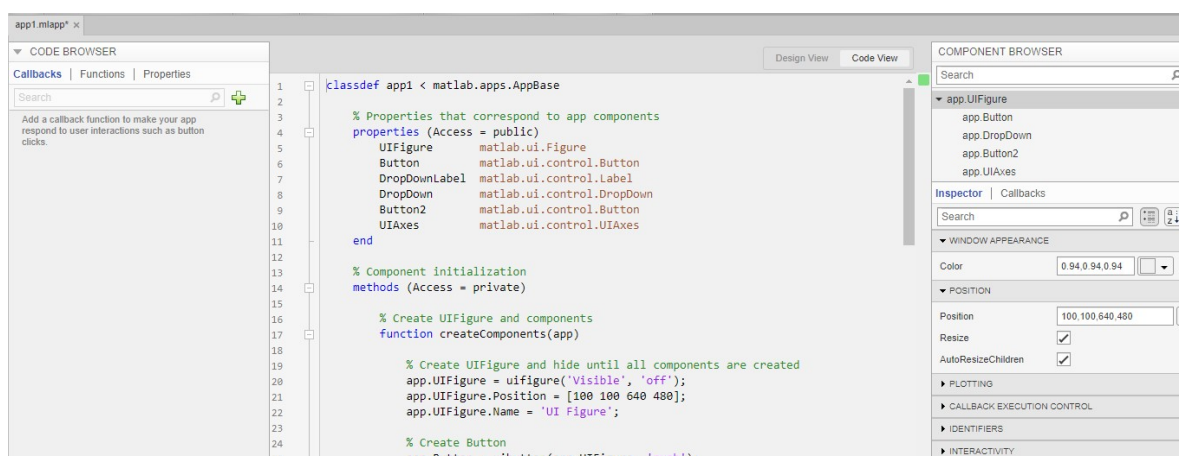 app1.mlapp* ×
CODE BROWSER
Callbacks | Functions | Properties
Search
Add a callback function to make your app
respond to user interactions such as button
clicks.
Design View Code View
1 classdef app1 < matlab.apps.AppBase
2
3 % Properties that correspond to app components
4 properties (Access = public)
5 UIFigure matlab.ui.Figure
6 Button matlab.ui.control.Button
7 DropDownLabel matlab.ui.control.Label
8 DropDown matlab.ui.control.DropDown
9 Button2 matlab.ui.control.Button
10 UIAxes matlab.ui.control.UIAxes
11 end
12
13 % Component initialization
14 methods (Access = private)
15
16 % Create UIFigure and components
17 function createComponents(app)
18
19 % Create UIFigure and hide until all components are created
20 app.UIFigure = uifigure('Visible', 'off');
21 app.UIFigure.Position = [100 100 640 480];
22 app.UIFigure.Name = 'UI Figure';
23
24 % Create Button
COMPONENT BROWSER
Search
app.UIFigure
app.Button
app.DropDown
app.Button2
app.UIAxes
Inspector | Callbacks
Search
WINDOW APPEARANCE
Color 0.94,0.94,0.94
POSITION
Position 100,100,640,480
Resize
AutoResizeChildren
PLOTTING
CALLBACK EXECUTION CONTROL
IDENTIFIERS
INTERACTIVITY